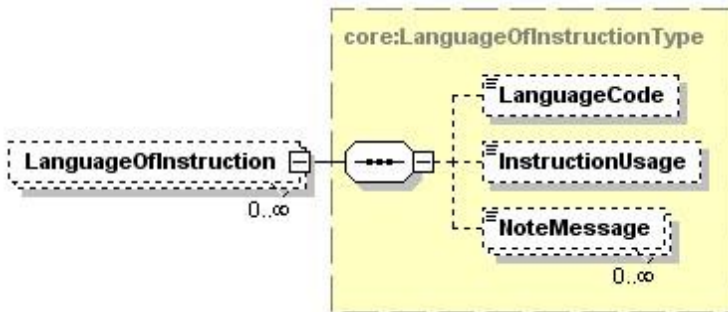 core:LanguageOfInstructionType
LanguageCode
LanguageOfInstruction
InstructionUsage
0..∞
NoteMessage
0..∞